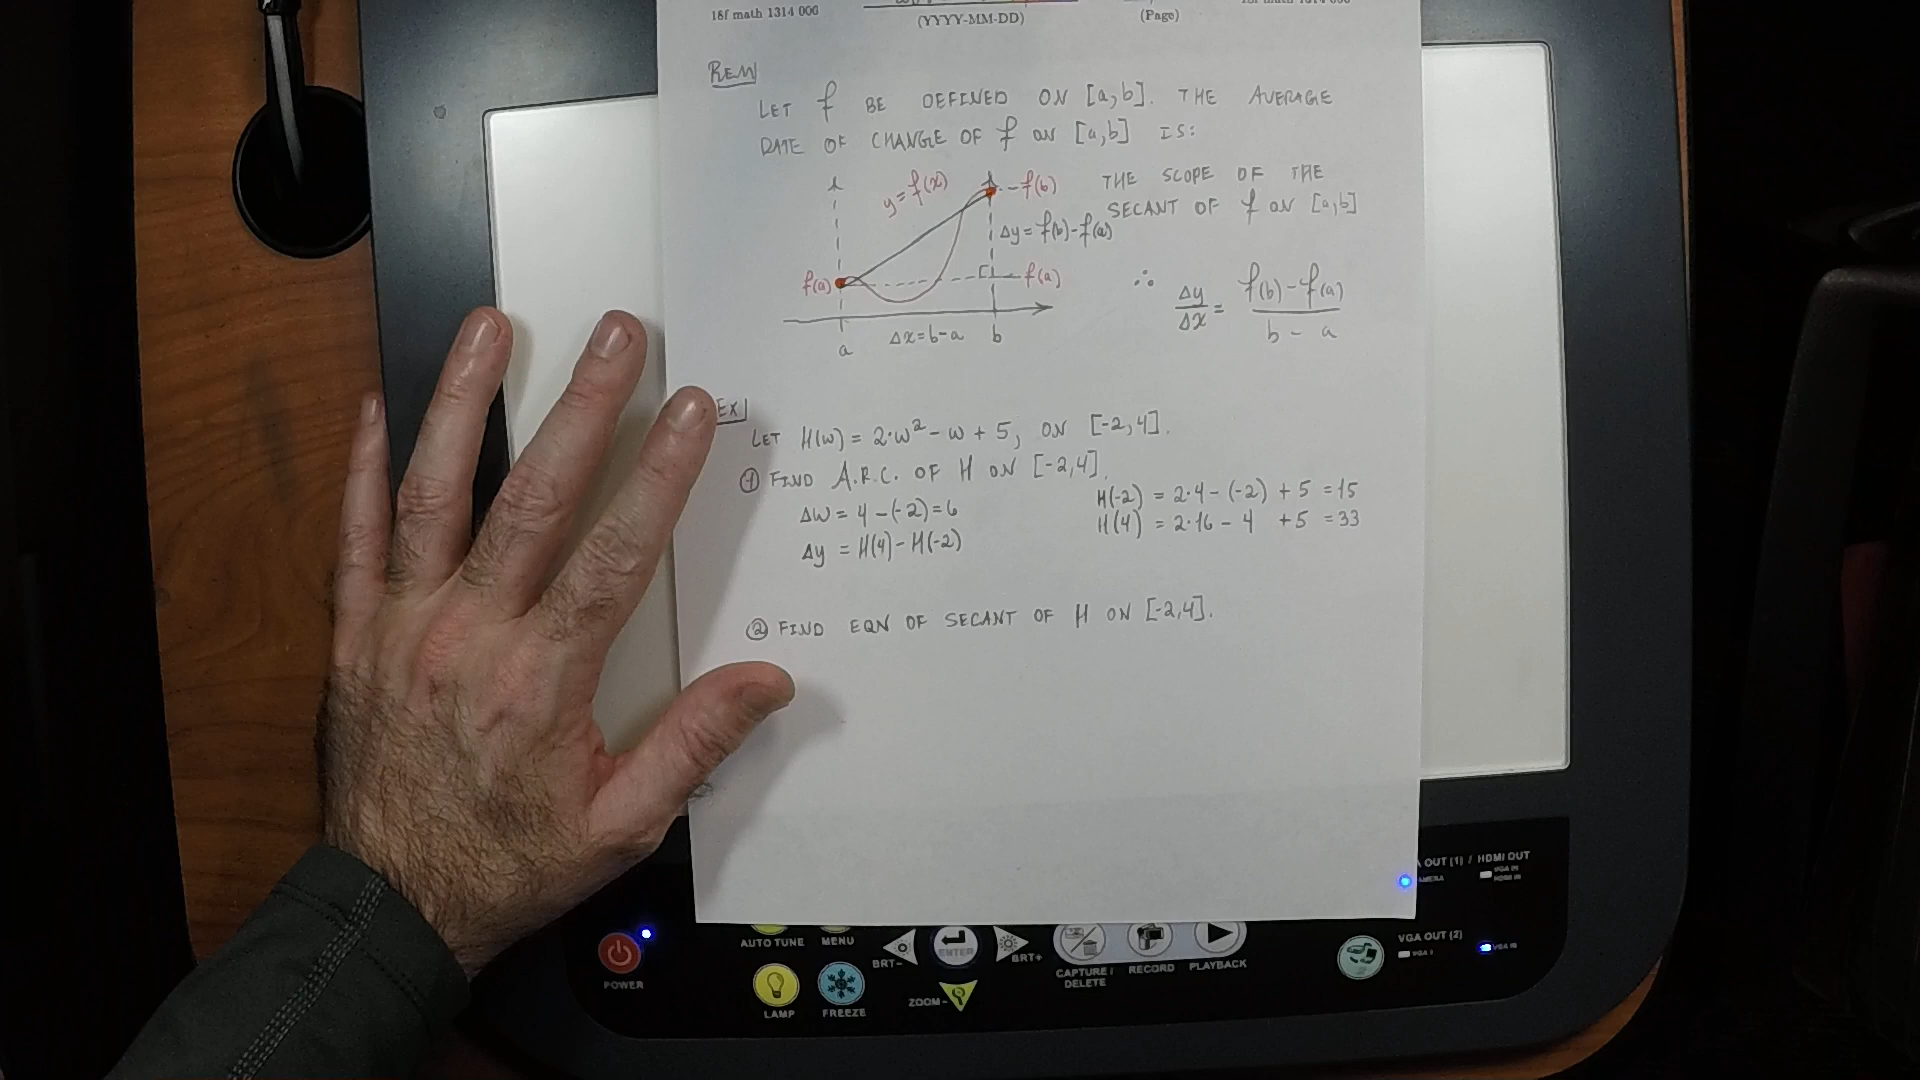 18f math 1314 006
(YYYY-MM-DD)
(Page)
REM
LET f BE DEFINED ON [a,b]. THE AVERAGE
RATE OF CHANGE OF f ON [a,b] IS:
y=f(x)
-f(b)
THE SCOPE OF THE
SECANT OF f ON [a,b]
Δy=f(b)-f(a)
f(a)
-f(a)
∴ Δy/Δx = f(b)-f(a)/b-a
a
Δx=b-a
b
EX
LET H(w) = 2·w²-w+5, ON [-2,4].
① FIND A.R.C. OF H ON [-2,4].
Δw = 4-(-2)=6
H(-2) = 2·4-(-2)+5 =15
Δy = H(4)-H(-2)
H(4) = 2·16-4 +5 =33
② FIND EQN OF SECANT OF H ON [-2,4].
OUT (1) / HDMI OUT
VGA OUT (2)
POWER
AUTO TUNE
MENU
BRT-
ENTER
BRT+
CAPTURE / DELETE
RECORD
PLAYBACK
LAMP
FREEZE
ZOOM-